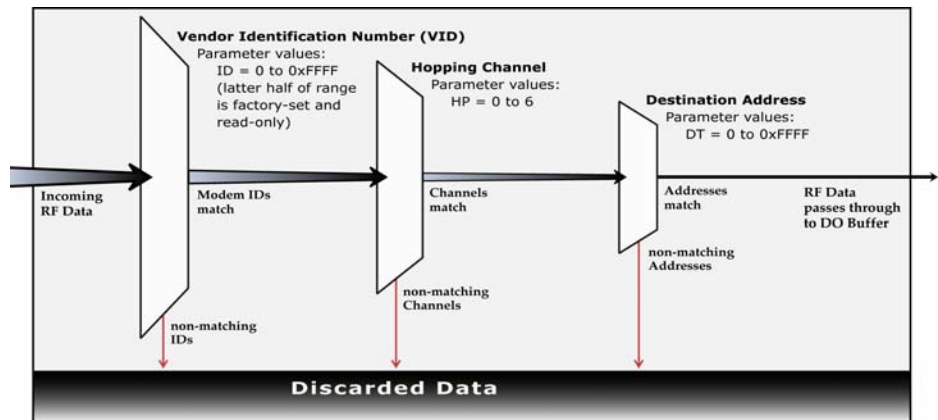 Vendor Identification Number (VID)
Parameter values:
ID = 0 to 0xFFFF
(latter half of range
is factory-set and
read-only)
Hopping Channel
Parameter values:
HP = 0 to 6
Destination Address
Parameter values:
DT = 0 to 0xFFFF
Incoming
RF Data
Modem IDs
match
Channels
match
Addresses
match
RF Data
passes through
to DO Buffer
non-matching
IDs
non-matching
Channels
non-matching
Addresses
Discarded Data